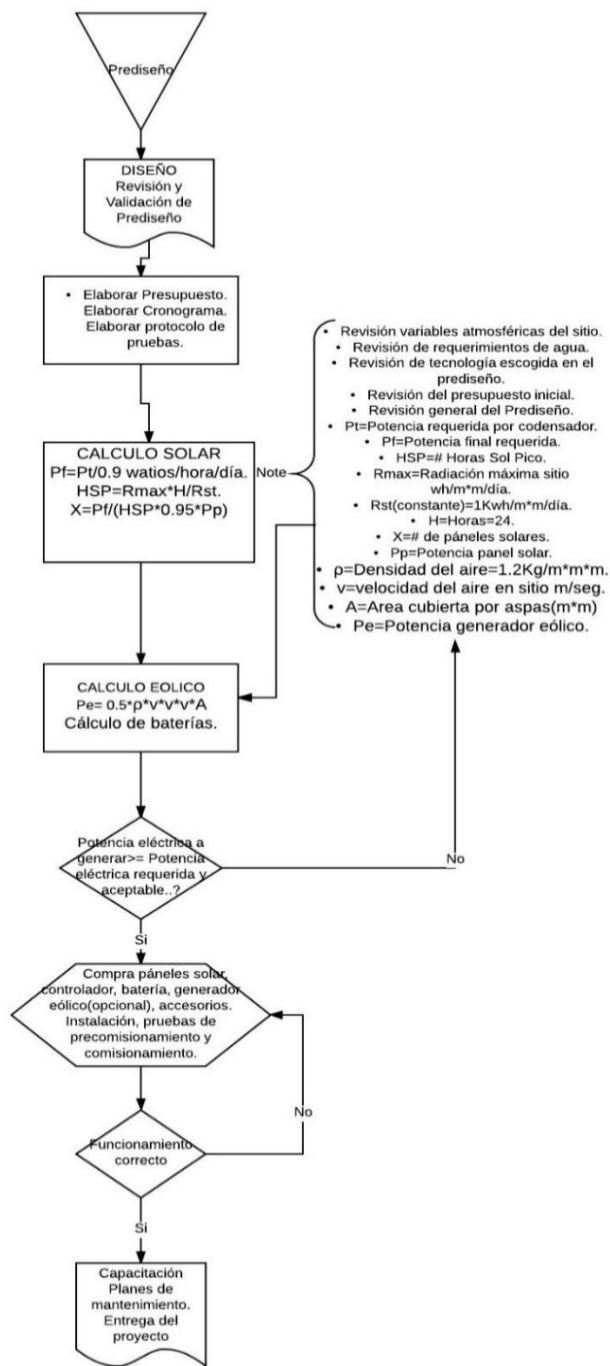 Prediseño
DISEÑO
Revisión y
Validación de
Prediseño
• Elaborar Presupuesto.
Elaborar Cronograma.
Elaborar protocolo de
pruebas.
CALCULO SOLAR
Pf=Pt/0.9 watios/hora/día.
HSP=Rmax*H/Rst.
X=Pf/(HSP*0.95*Pp)
Note
• Revisión variables atmosféricas del sitio.
• Revisión de requerimientos de agua.
• Revisión de tecnología escogida en el
prediseño.
• Revisión del presupuesto inicial.
• Revisión general del Prediseño.
• Pt=Potencia requerida por codensador.
• Pf=Potencia final requerida.
• HSP=# Horas Sol Pico.
• Rmax=Radiación máxima sitio
wh/m*m/día.
• Rst(constante)=1Kwh/m*m/día.
• H=Horas=24.
• X=# de páneles solares.
• Pp=Potencia panel solar.
• ρ=Densidad del aire=1.2Kg/m*m*m.
• v=velocidad del aire en sitio m/seg.
• A=Area cubierta por aspas(m*m)
• Pe=Potencia generador eólico.
CALCULO EOLICO
Pe= 0.5*ρ*v*v*v*A
Cálculo de baterías.
Potencia eléctrica a
generar>= Potencia
eléctrica requerida y
aceptable..?
No
Si
Compra páneles solar,
controlador, batería, generador
eólico(opcional), accesorios.
Instalación, pruebas de
precomisionamiento y
comisionamiento.
No
Funcionamiento
correcto
Si
Capacitación
Planes de
mantenimiento.
Entrega del
proyecto